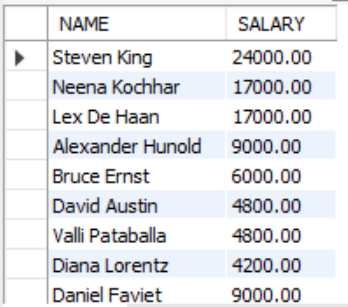 NAME SALARY
Steven King 24000.00
Neena Kochhar 17000.00
Lex De Haan 17000.00
Alexander Hunold 9000.00
Bruce Ernst 6000.00
David Austin 4800.00
Valli Pataballa 4800.00
Diana Lorentz 4200.00
Daniel Faviet 9000.00